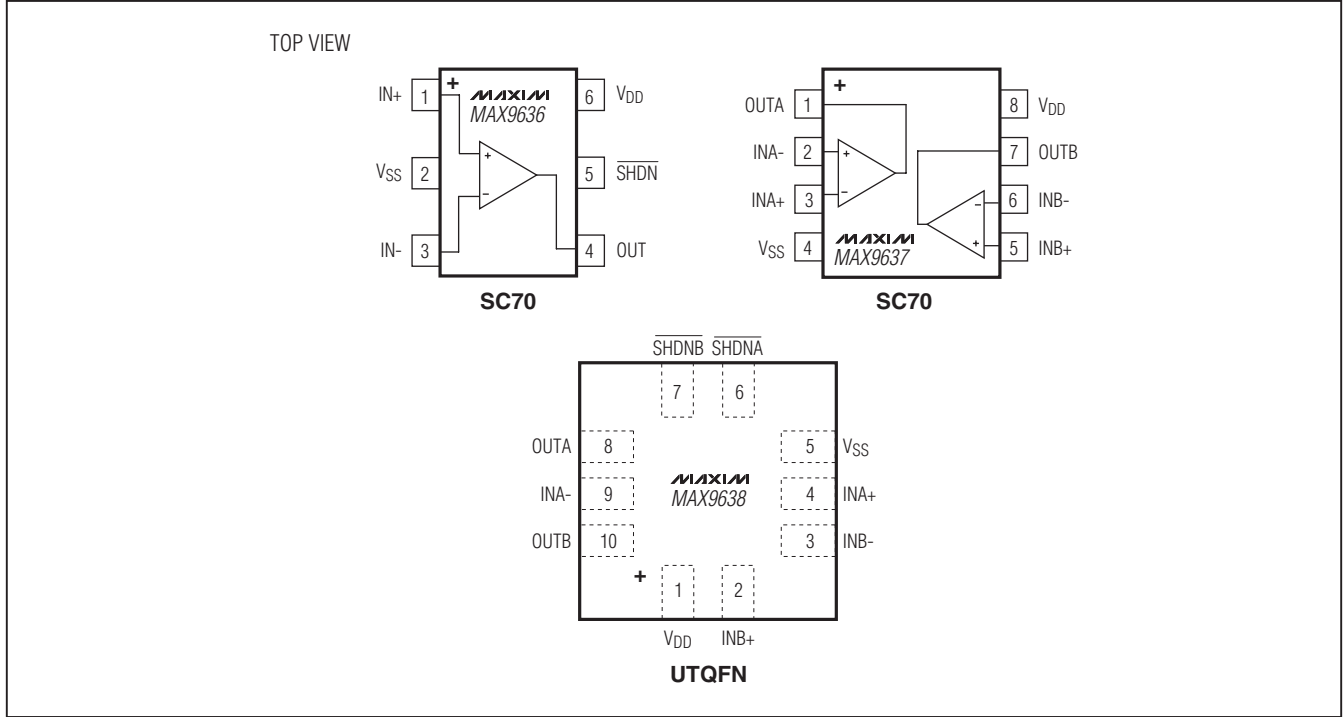 TOP VIEW
IN+ 1 + MAXIM 6 VDD
MAX9636
+
VSS 2 5 SHDN
−
IN- 3 4 OUT
SC70
+
OUTA 1 8 VDD
INA- 2 + 7 OUTB
INA+ 3 − − 6 INB-
VSS 4 MAXIM + 5 INB+
MAX9637
SC70
SHDNB SHDNA
7 6
OUTA 8 5 VSS
MAXIM
INA- 9 MAX9638 4 INA+
OUTB 10 3 INB-
+
1 2
VDD INB+
UTQFN